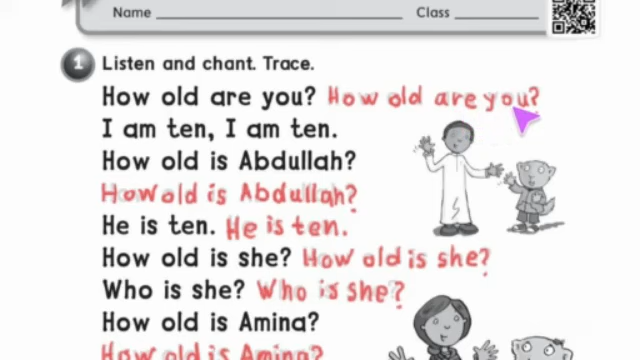 Name Class
1 Listen and chant. Trace.
How old are you? How old are you?
I am ten, I am ten.
How old is Abdullah?
How old is Abdullah?
He is ten. He is ten.
How old is she? How old is she?
Who is she? Who is she?
How old is Amina?
How old is Amina?